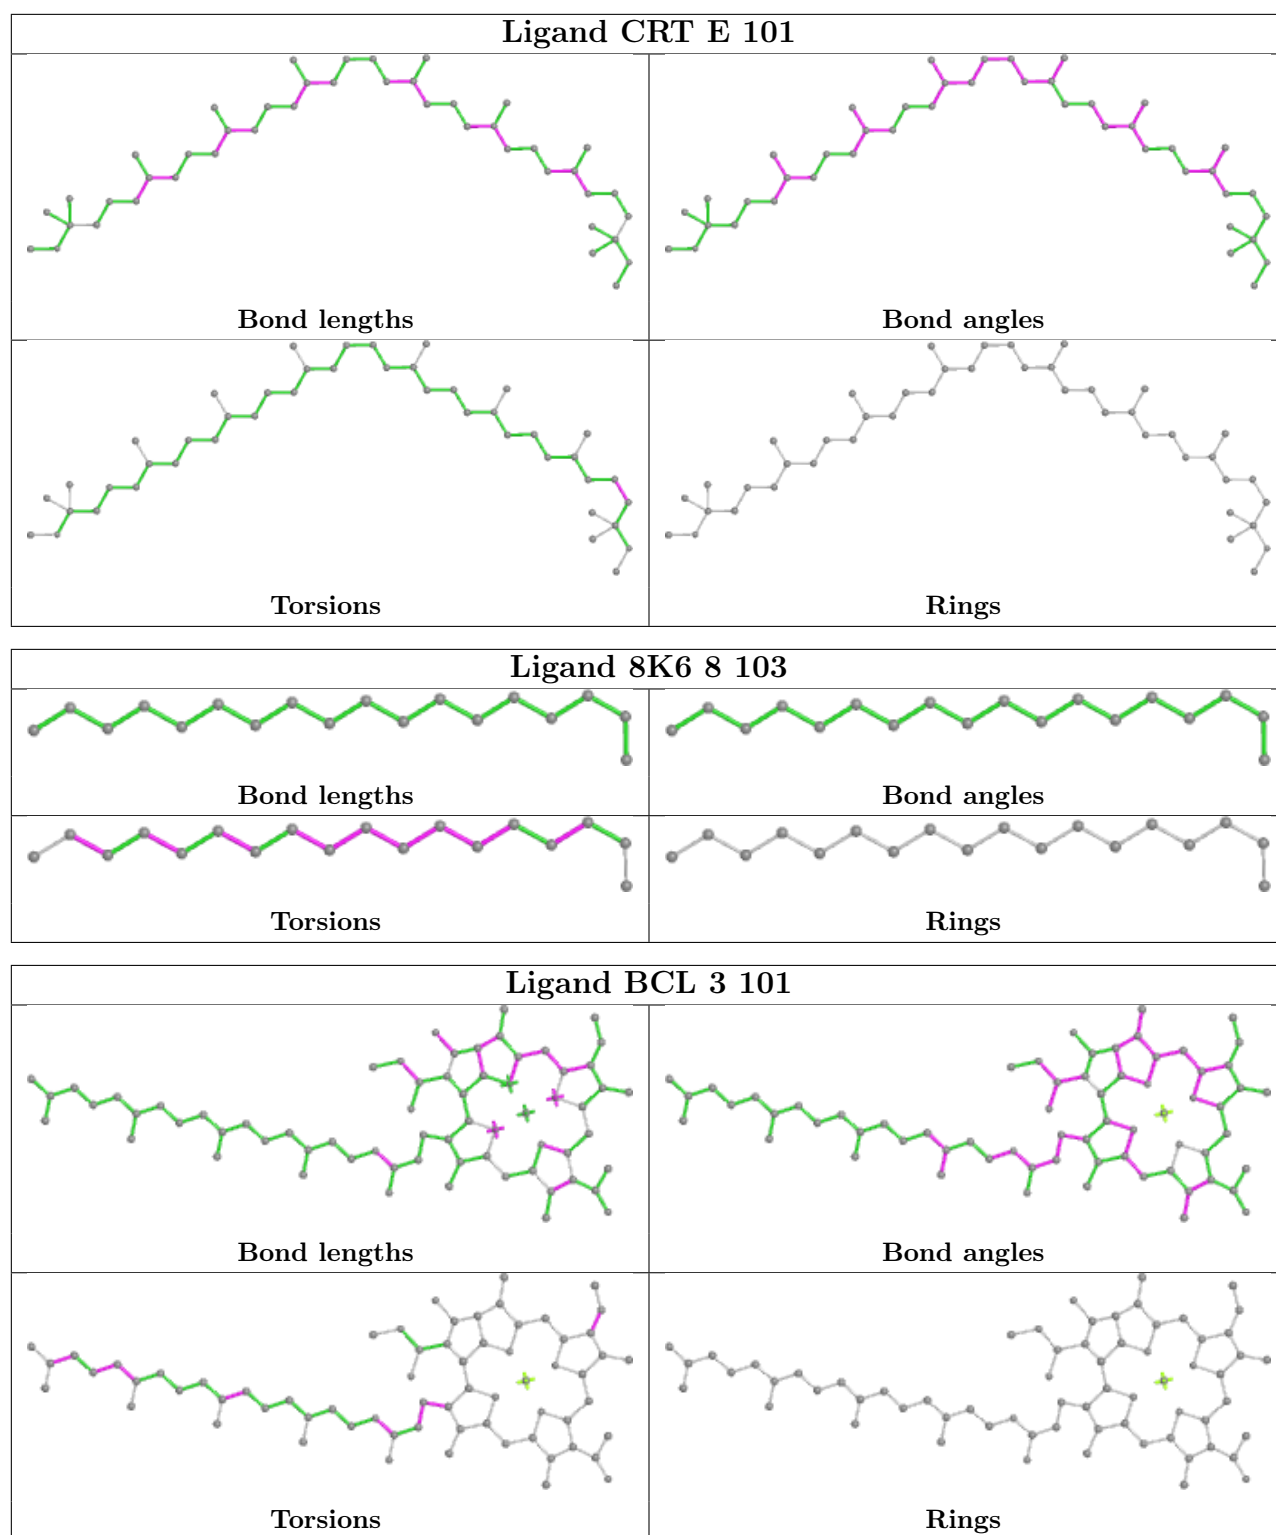 Ligand CRT E 101
Bond lengths
Bond angles
Torsions
Rings
Ligand 8K6 8 103
Bond lengths
Bond angles
Torsions
Rings
Ligand BCL 3 101
Bond lengths
Bond angles
Torsions
Rings